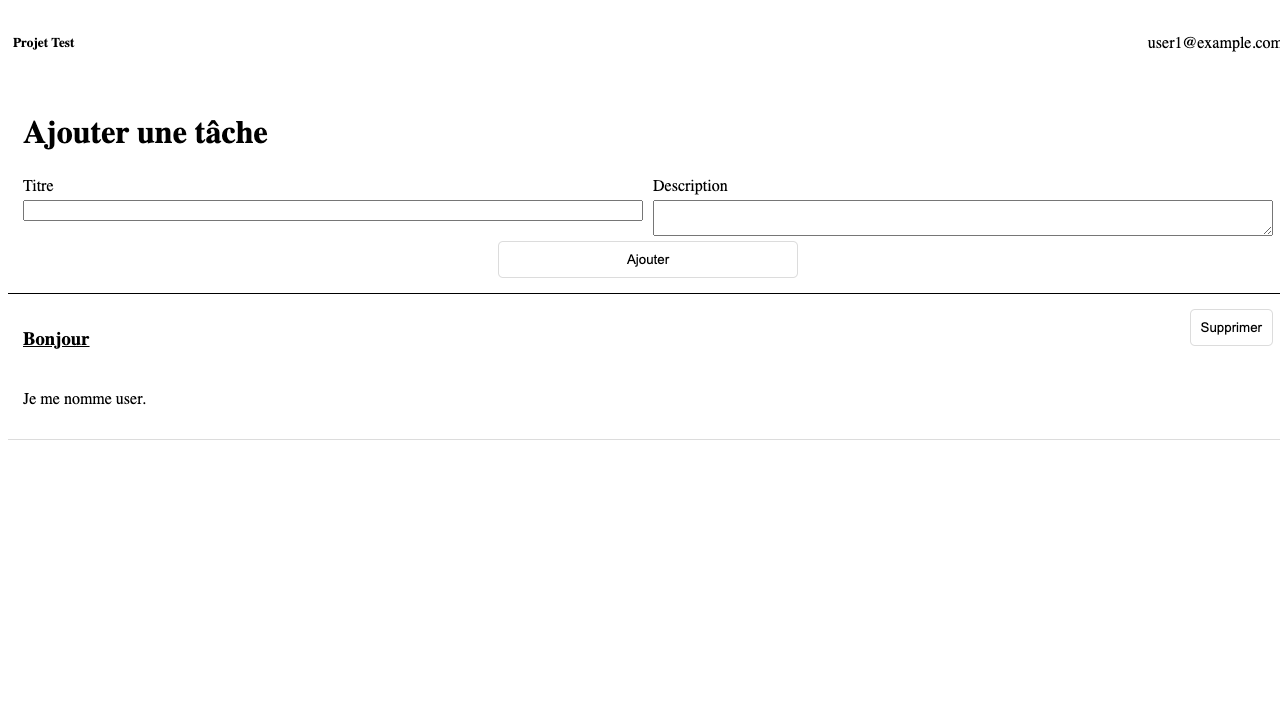 Projet Test
user1@example.com
Ajouter une tâche
Titre
Description
Ajouter
Bonjour
Supprimer
Je me nomme user.